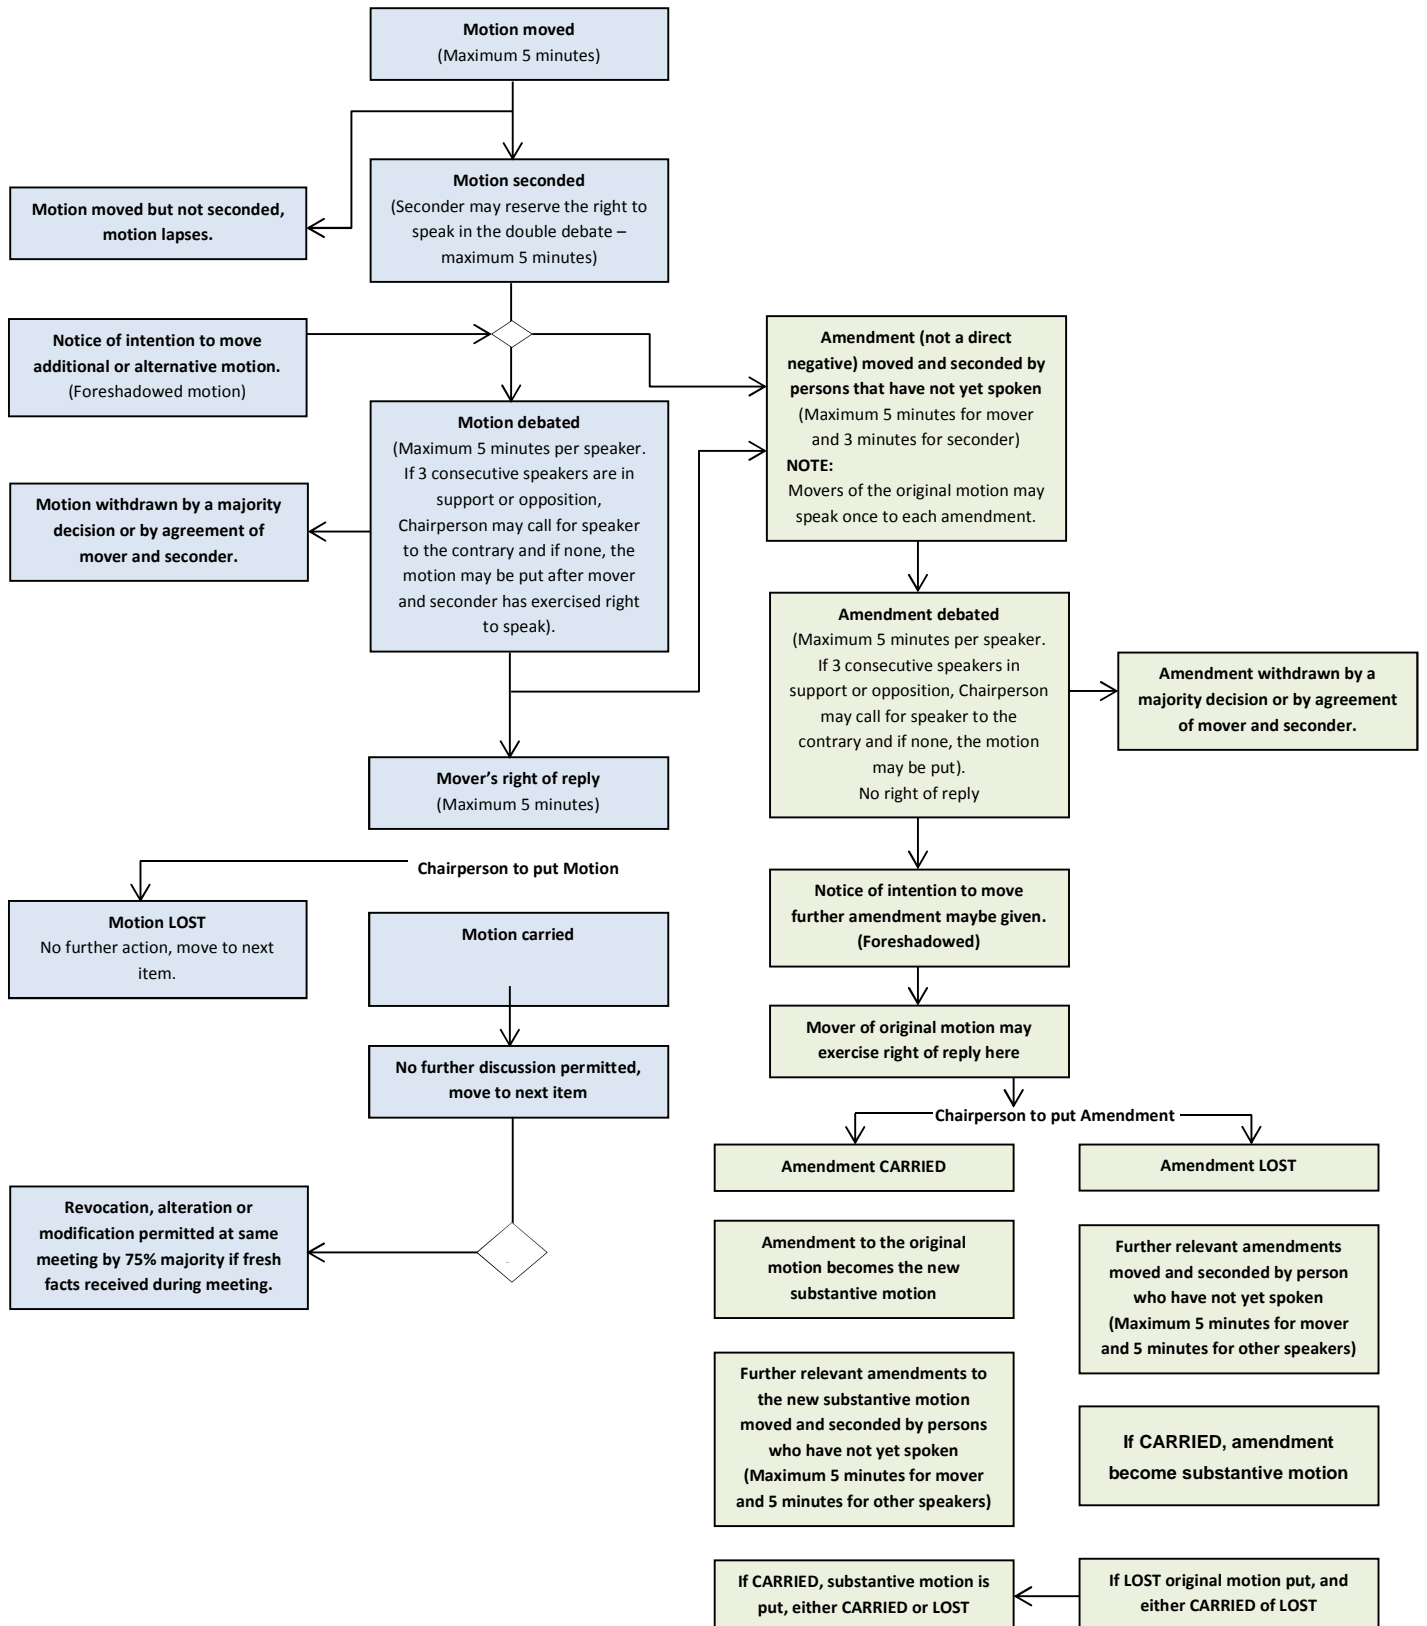 Motion moved
(Maximum 5 minutes)
Motion seconded
(Seconder may reserve the right to
speak in the double debate –
maximum 5 minutes)
Motion moved but not seconded,
motion lapses.
Notice of intention to move
additional or alternative motion.
(Foreshadowed motion)
Motion debated
(Maximum 5 minutes per speaker.
If 3 consecutive speakers are in
support or opposition,
Chairperson may call for speaker
to the contrary and if none, the
motion may be put after mover
and seconder has exercised right
to speak).
Motion withdrawn by a majority
decision or by agreement of
mover and seconder.
Mover’s right of reply
(Maximum 5 minutes)
Chairperson to put Motion
Motion LOST
No further action, move to next
item.
Motion carried
No further discussion permitted,
move to next item
Revocation, alteration or
modification permitted at same
meeting by 75% majority if fresh
facts received during meeting.
Amendment (not a direct
negative) moved and seconded by
persons that have not yet spoken
(Maximum 5 minutes for mover
and 3 minutes for seconder)
NOTE:
Movers of the original motion may
speak once to each amendment.
Amendment debated
(Maximum 5 minutes per speaker.
If 3 consecutive speakers in
support or opposition, Chairperson
may call for speaker to the
contrary and if none, the motion
may be put).
No right of reply
Amendment withdrawn by a
majority decision or by agreement
of mover and seconder.
Notice of intention to move
further amendment maybe given.
(Foreshadowed)
Mover of original motion may
exercise right of reply here
Chairperson to put Amendment
Amendment CARRIED
Amendment to the original
motion becomes the new
substantive motion
Further relevant amendments to
the new substantive motion
moved and seconded by persons
who have not yet spoken
(Maximum 5 minutes for mover
and 5 minutes for other speakers)
If CARRIED, substantive motion is
put, either CARRIED or LOST
Amendment LOST
Further relevant amendments
moved and seconded by person
who have not yet spoken
(Maximum 5 minutes for mover
and 5 minutes for other speakers)
If CARRIED, amendment
become substantive motion
If LOST original motion put, and
either CARRIED of LOST